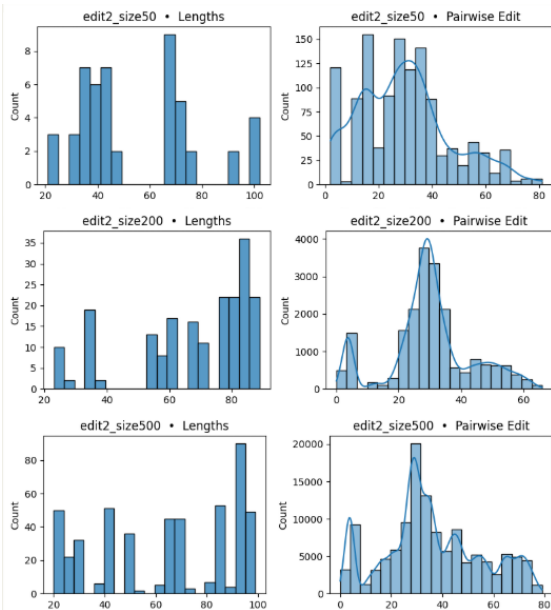 edit2_size50 • Lengths
Count
8
6
4
2
0
20 40 60 80 100
edit2_size50 • Pairwise Edit
Count
150
125
100
75
50
25
0
0 20 40 60 80
edit2_size200 • Lengths
Count
35
30
25
20
15
10
5
0
20 40 60 80
edit2_size200 • Pairwise Edit
Count
4000
3000
2000
1000
0
0 20 40 60
edit2_size500 • Lengths
Count
80
60
40
20
0
20 40 60 80 100
edit2_size500 • Pairwise Edit
Count
20000
15000
10000
5000
0
0 20 40 60 80